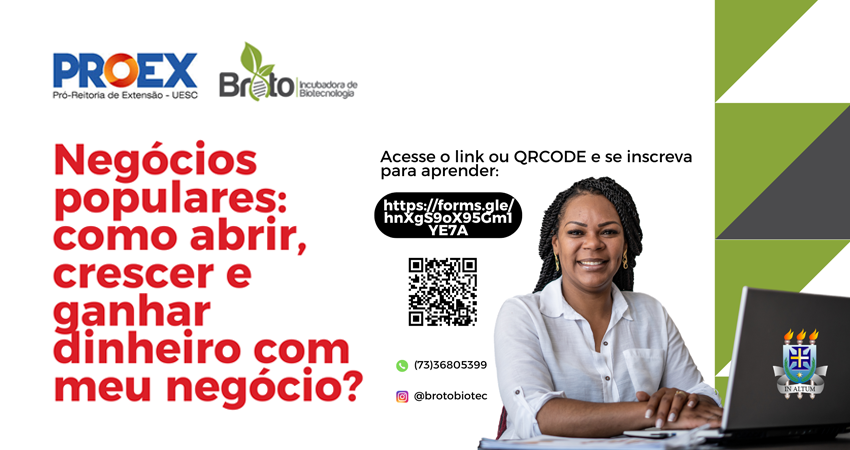 PROEX
Pró-Reitoria de Extensão - UESC
Broto
Incubadora de
Biotecnologia
Negócios
populares:
como abrir,
crescer e
ganhar
dinheiro com
meu negócio?
Acesse o link ou QRCODE e se inscreva
para aprender:
https://forms.gle/
hnXgS9oX95Gm1
YE7A
(73)36805399
@brotobiotec
IN ALTUM